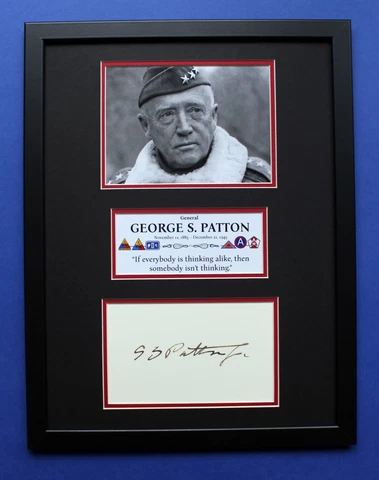 General
GEORGE S. PATTON
November 11, 1885 - December 21, 1945
A
"If everybody is thinking alike, then
somebody isn't thinking."
G S Patton Jr.